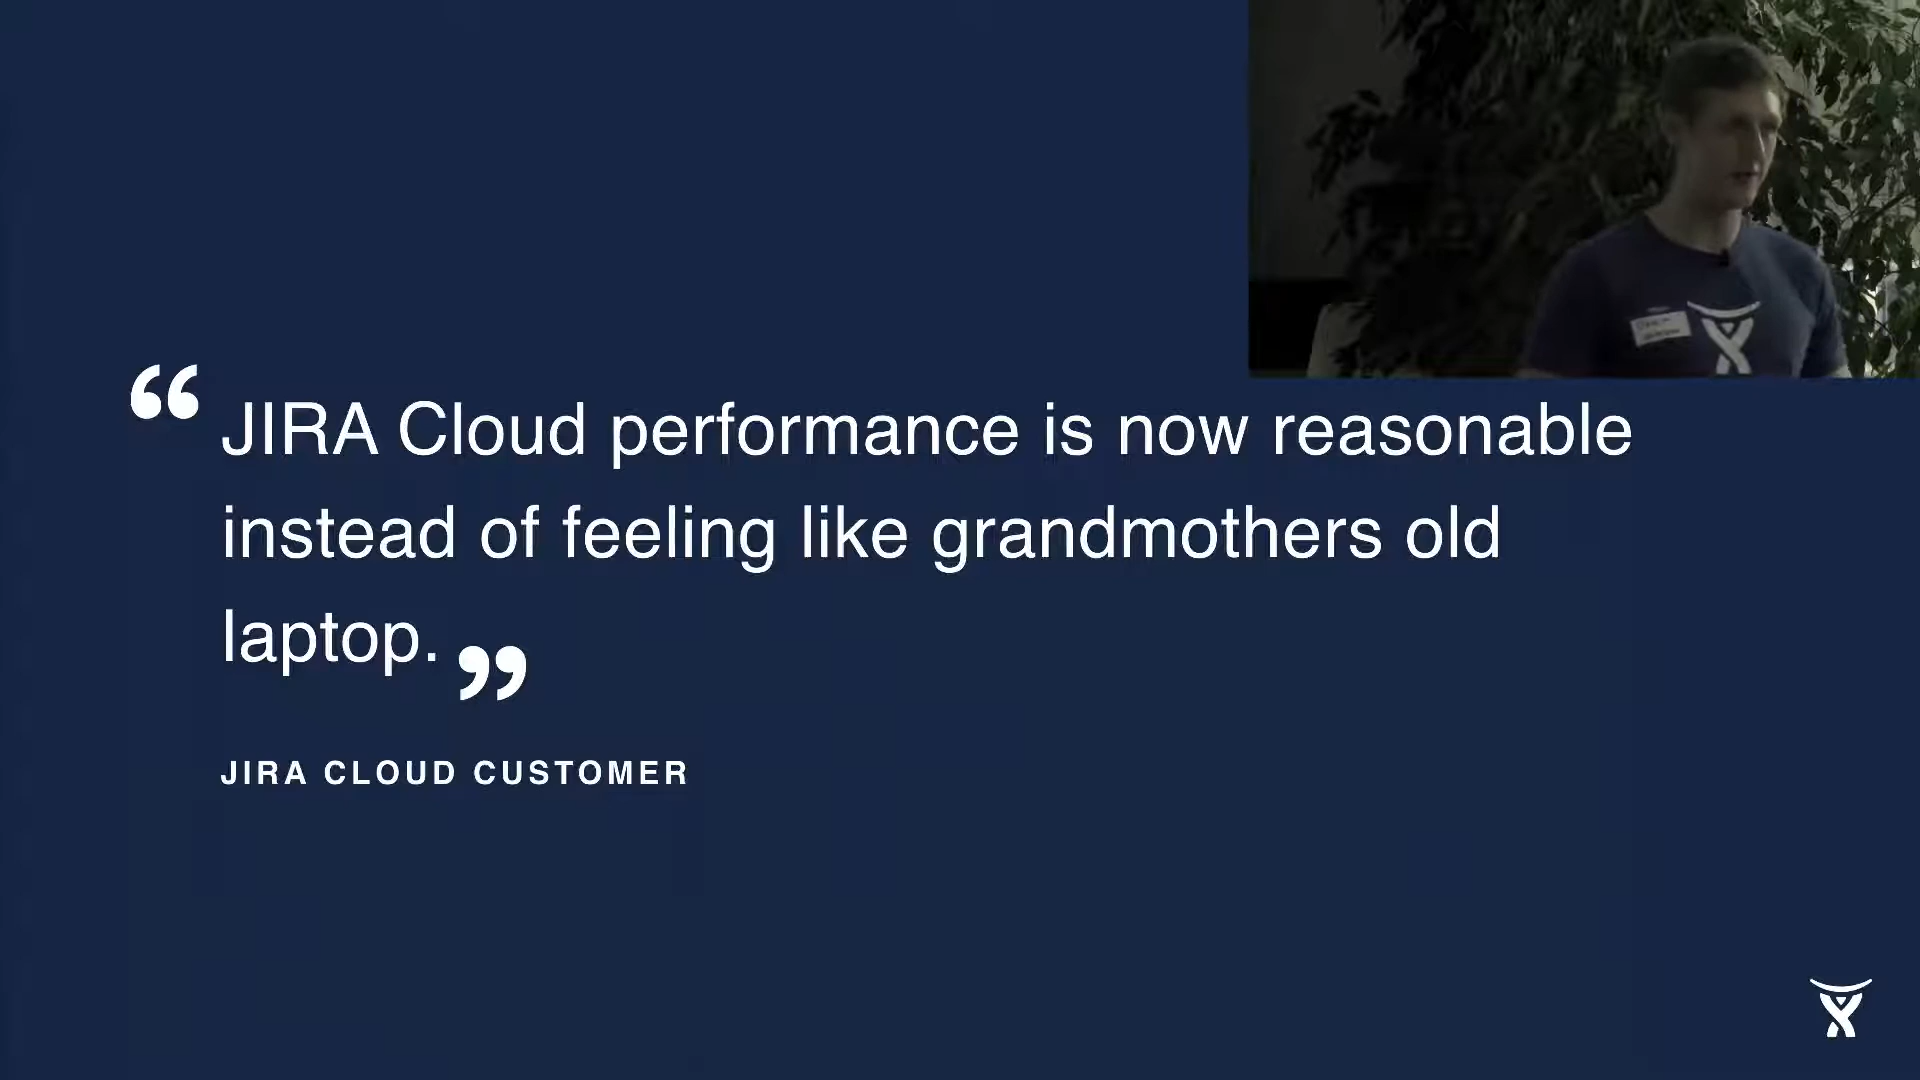 “ JIRA Cloud performance is now reasonable
instead of feeling like grandmothers old
laptop. ”
JIRA CLOUD CUSTOMER